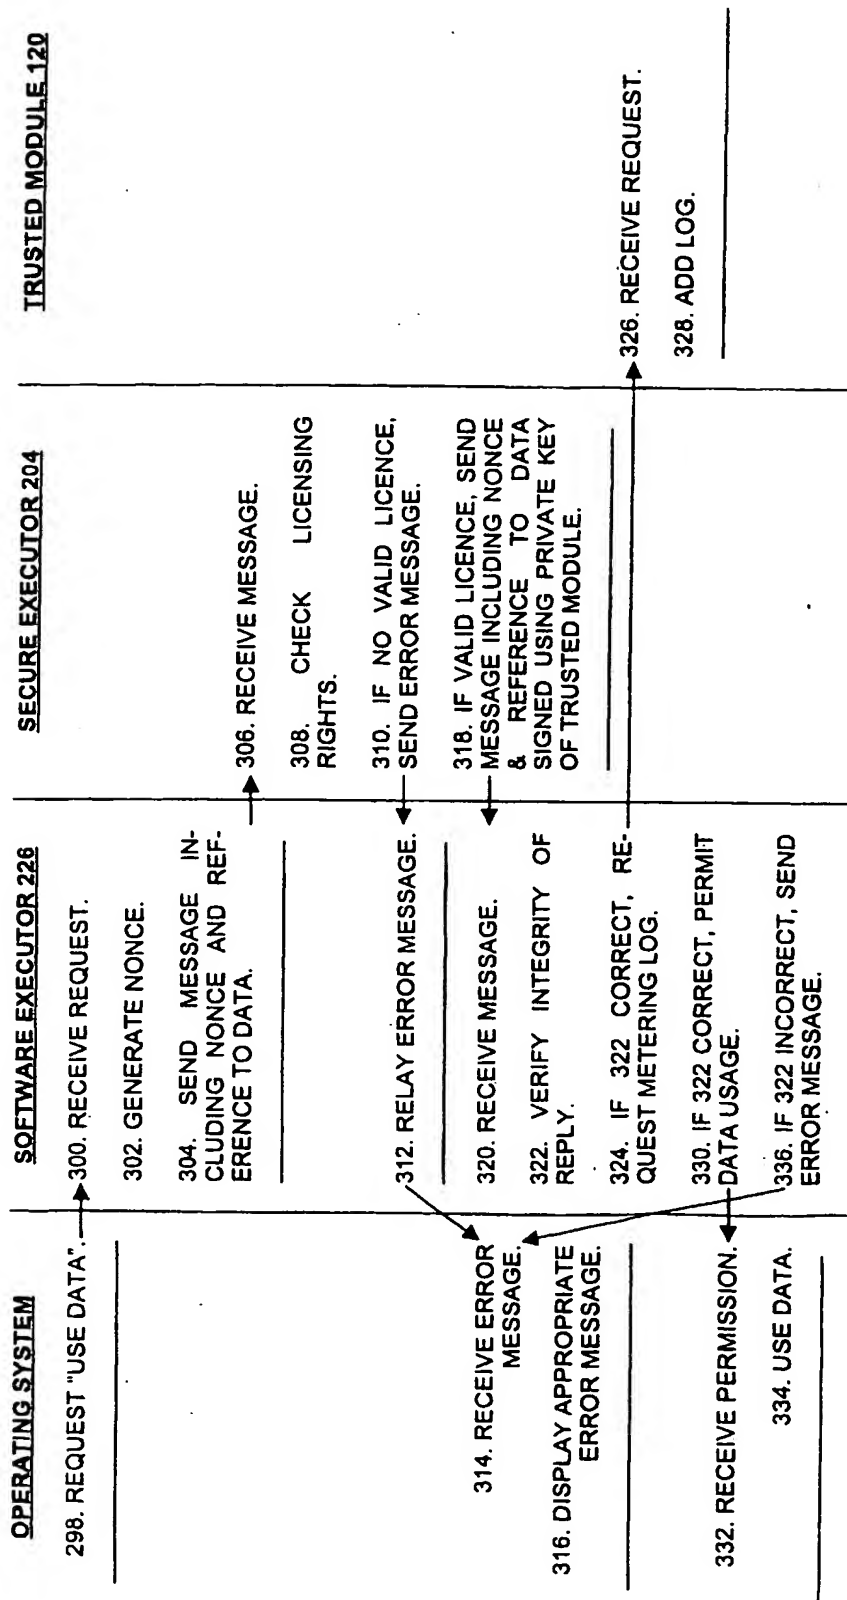 OPERATING SYSTEM
298. REQUEST "USE DATA".
314. RECEIVE ERROR
MESSAGE.
316. DISPLAY APPROPRIATE
ERROR MESSAGE.
332. RECEIVE PERMISSION.
334. USE DATA.
SOFTWARE EXECUTOR 226
300. RECEIVE REQUEST.
302. GENERATE NONCE.
304. SEND MESSAGE IN-
CLUDING NONCE AND REF-
ERENCE TO DATA.
312. RELAY ERROR MESSAGE.
320. RECEIVE MESSAGE.
322. VERIFY INTEGRITY OF
REPLY.
324. IF 322 CORRECT, RE-
QUEST METERING LOG.
330. IF 322 CORRECT, PERMIT
DATA USAGE.
336. IF 322 INCORRECT, SEND
ERROR MESSAGE.
SECURE EXECUTOR 204
306. RECEIVE MESSAGE.
308. CHECK LICENSING
RIGHTS.
310. IF NO VALID LICENCE,
SEND ERROR MESSAGE.
318. IF VALID LICENCE, SEND
MESSAGE INCLUDING NONCE
& REFERENCE TO DATA
SIGNED USING PRIVATE KEY
OF TRUSTED MODULE.
TRUSTED MODULE 120
326. RECEIVE REQUEST.
328. ADD LOG.